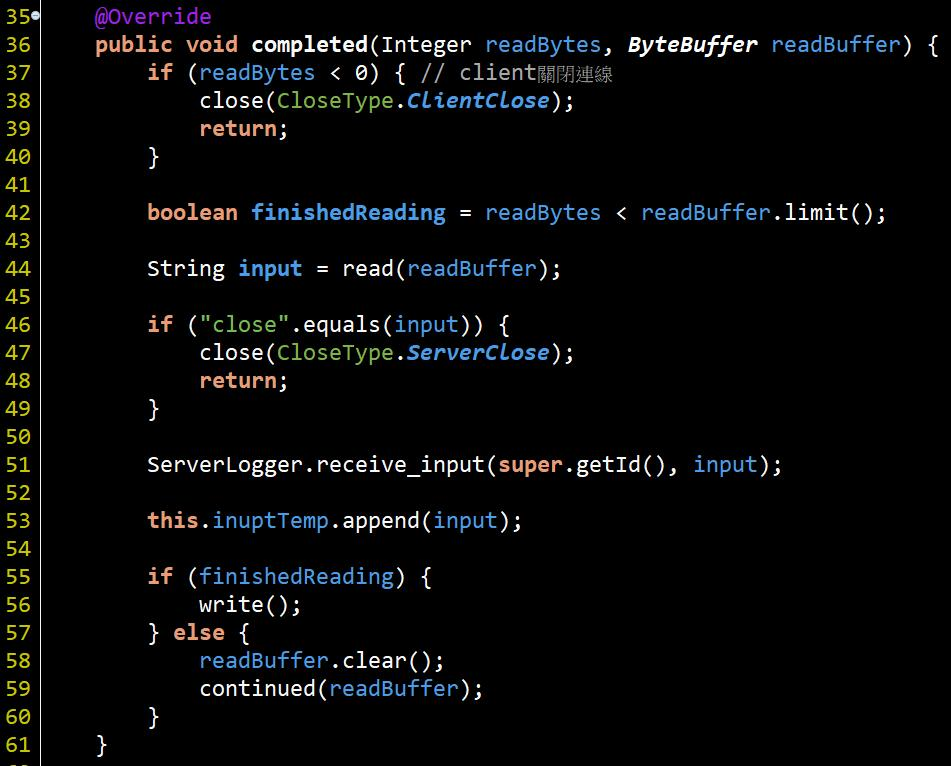 35 @Override
36 public void completed(Integer readBytes, ByteBuffer readBuffer) {
37 if (readBytes < 0) { // client關閉連線
38 close(CloseType.ClientClose);
39 return;
40 }
41
42 boolean finishedReading = readBytes < readBuffer.limit();
43
44 String input = read(readBuffer);
45
46 if ("close".equals(input)) {
47 close(CloseType.ServerClose);
48 return;
49 }
50
51 ServerLogger.receive_input(super.getId(), input);
52
53 this.inuptTemp.append(input);
54
55 if (finishedReading) {
56 write();
57 } else {
58 readBuffer.clear();
59 continued(readBuffer);
60 }
61 }